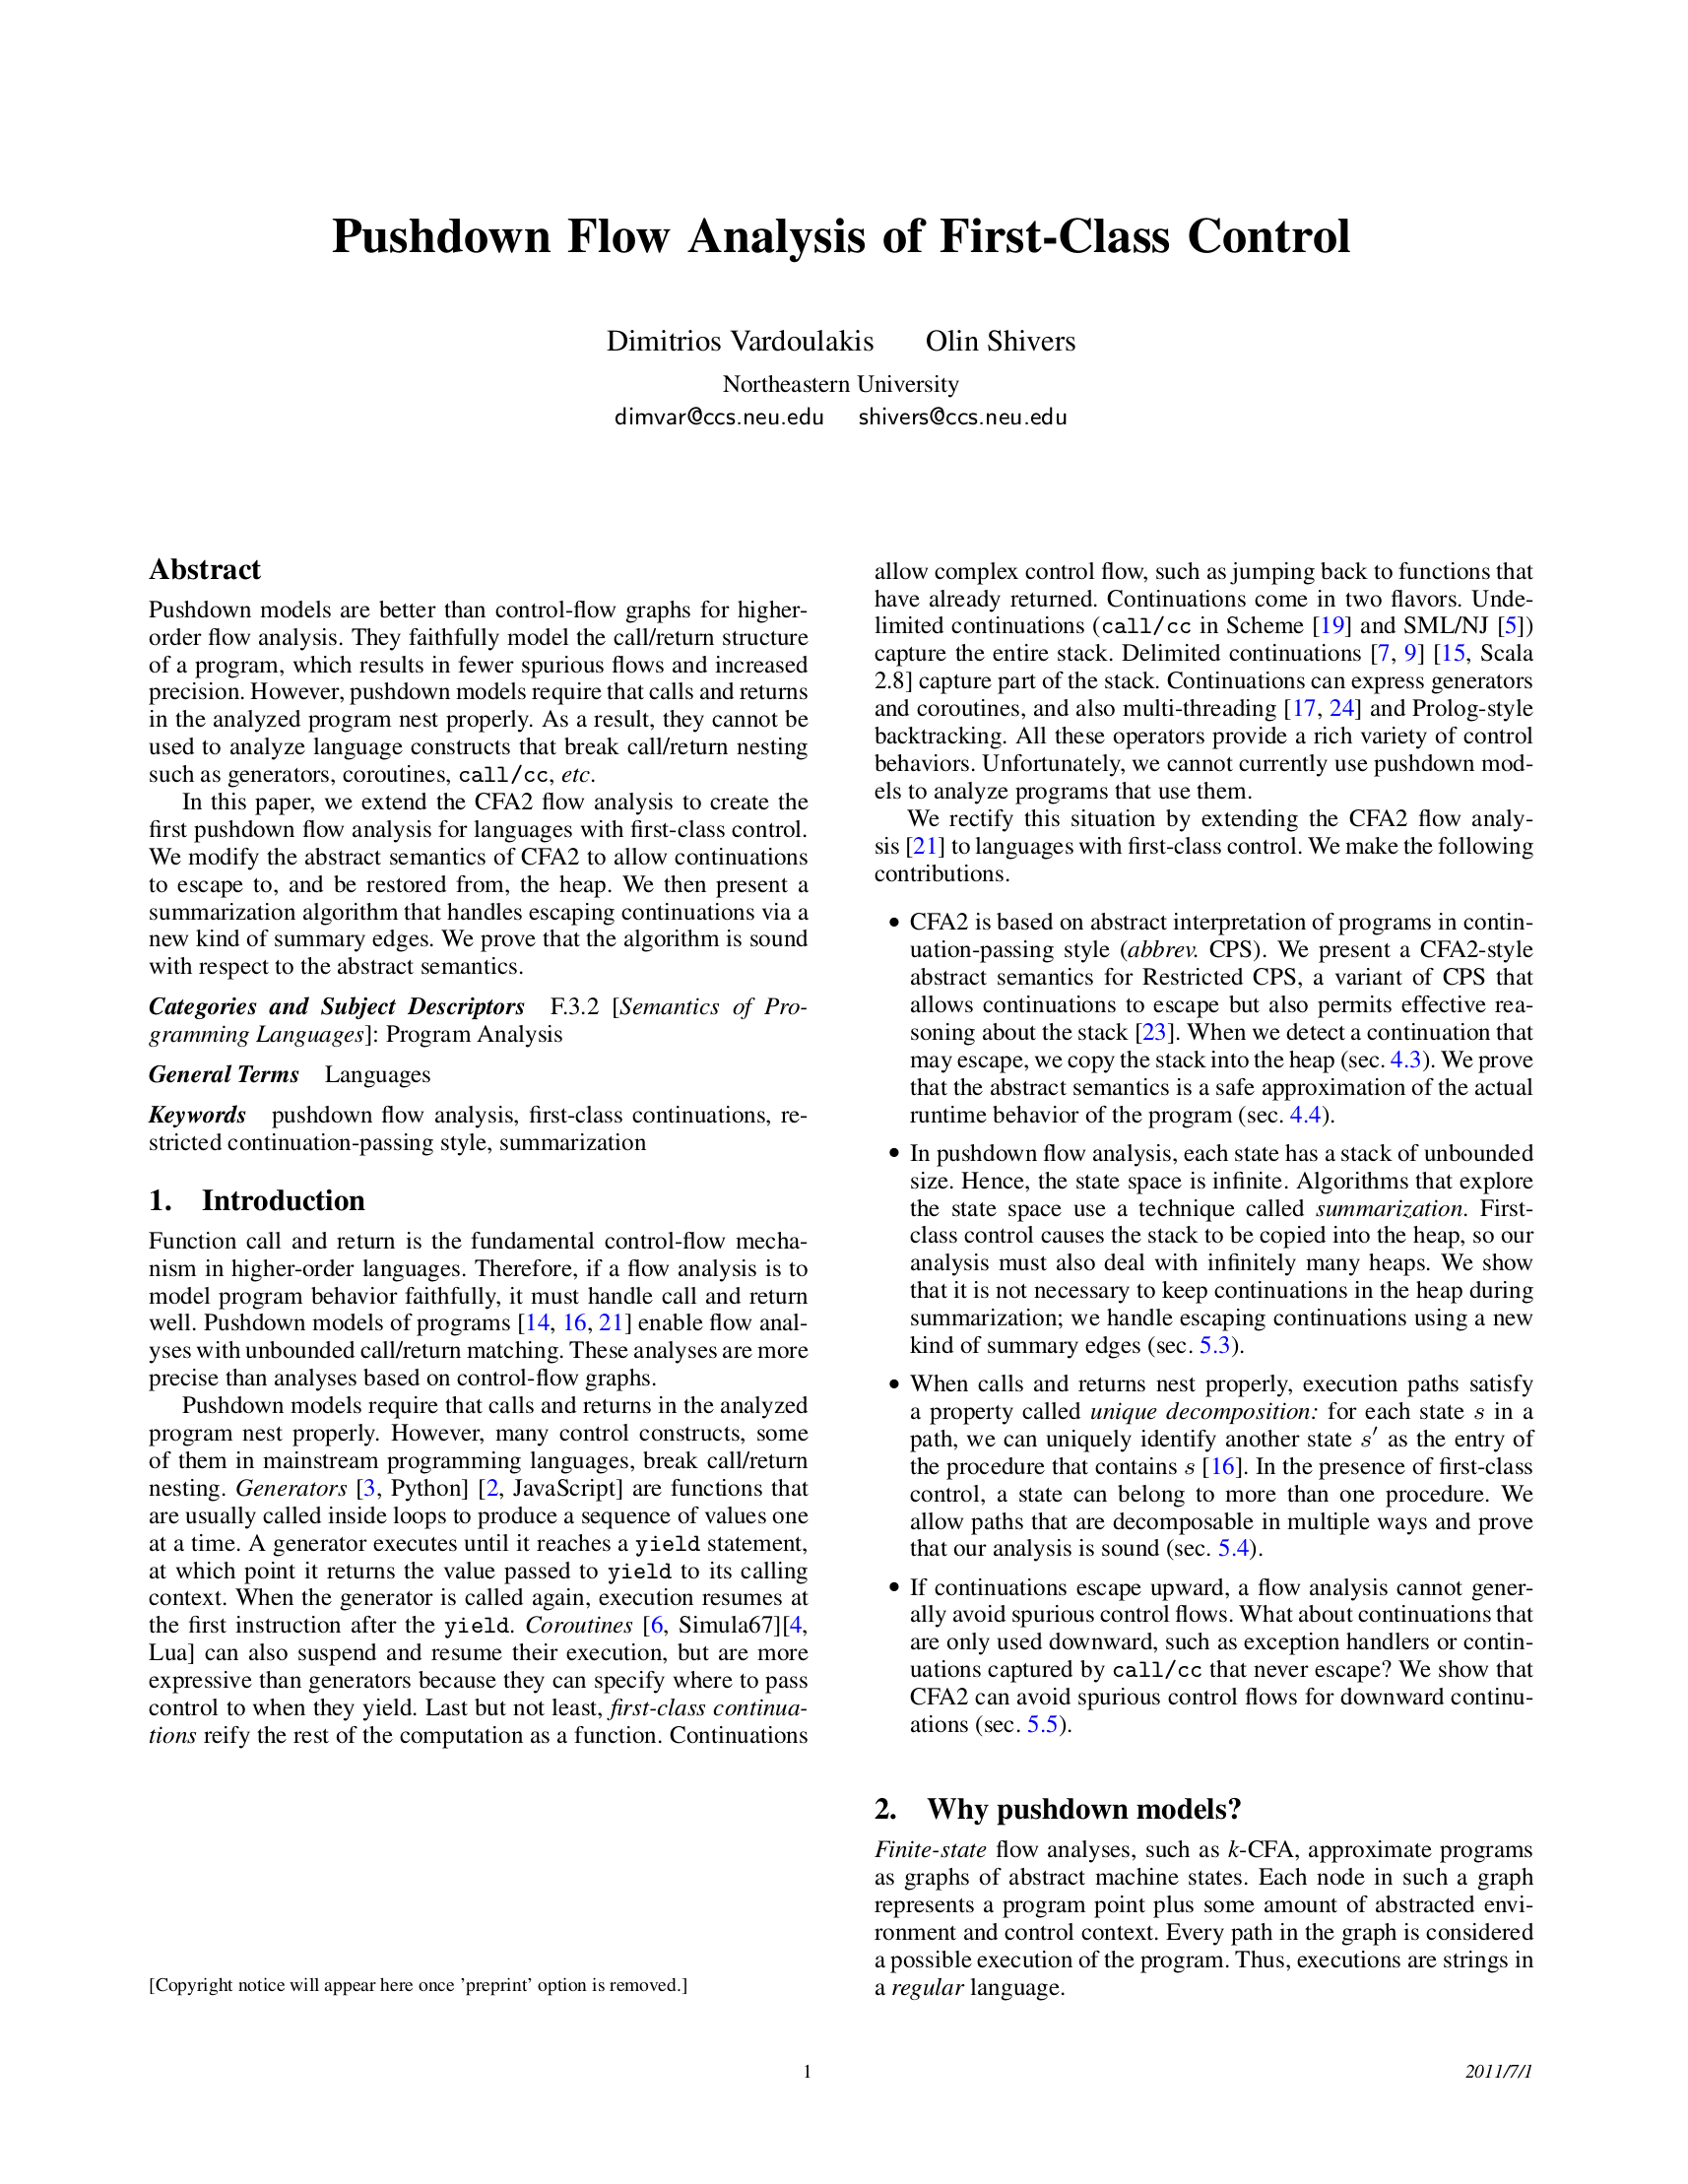 Pushdown Flow Analysis of First-Class Control
Dimitrios Vardoulakis Olin Shivers
Northeastern University
dimvar@ccs.neu.edu shivers@ccs.neu.edu
Abstract
Pushdown models are better than control-flow graphs for higher-
order flow analysis. They faithfully model the call/return structure
of a program, which results in fewer spurious flows and increased
precision. However, pushdown models require that calls and returns
in the analyzed program nest properly. As a result, they cannot be
used to analyze language constructs that break call/return nesting
such as generators, coroutines, call/cc, etc.
In this paper, we extend the CFA2 flow analysis to create the
first pushdown flow analysis for languages with first-class control.
We modify the abstract semantics of CFA2 to allow continuations
to escape to, and be restored from, the heap. We then present a
summarization algorithm that handles escaping continuations via a
new kind of summary edges. We prove that the algorithm is sound
with respect to the abstract semantics.
Categories and Subject Descriptors F.3.2 [Semantics of Pro-
gramming Languages]: Program Analysis
General Terms Languages
Keywords pushdown flow analysis, first-class continuations, re-
stricted continuation-passing style, summarization
1. Introduction
Function call and return is the fundamental control-flow mecha-
nism in higher-order languages. Therefore, if a flow analysis is to
model program behavior faithfully, it must handle call and return
well. Pushdown models of programs [14, 16, 21] enable flow anal-
yses with unbounded call/return matching. These analyses are more
precise than analyses based on control-flow graphs.
Pushdown models require that calls and returns in the analyzed
program nest properly. However, many control constructs, some
of them in mainstream programming languages, break call/return
nesting. Generators [3, Python] [2, JavaScript] are functions that
are usually called inside loops to produce a sequence of values one
at a time. A generator executes until it reaches a yield statement,
at which point it returns the value passed to yield to its calling
context. When the generator is called again, execution resumes at
the first instruction after the yield. Coroutines [6, Simula67][4,
Lua] can also suspend and resume their execution, but are more
expressive than generators because they can specify where to pass
control to when they yield. Last but not least, first-class continua-
tions reify the rest of the computation as a function. Continuations
[Copyright notice will appear here once 'preprint' option is removed.]
allow complex control flow, such as jumping back to functions that
have already returned. Continuations come in two flavors. Unde-
limited continuations (call/cc in Scheme [19] and SML/NJ [5])
capture the entire stack. Delimited continuations [7, 9] [15, Scala
2.8] capture part of the stack. Continuations can express generators
and coroutines, and also multi-threading [17, 24] and Prolog-style
backtracking. All these operators provide a rich variety of control
behaviors. Unfortunately, we cannot currently use pushdown mod-
els to analyze programs that use them.
We rectify this situation by extending the CFA2 flow analy-
sis [21] to languages with first-class control. We make the following
contributions.
• CFA2 is based on abstract interpretation of programs in contin-
uation-passing style (abbrev. CPS). We present a CFA2-style
abstract semantics for Restricted CPS, a variant of CPS that
allows continuations to escape but also permits effective rea-
soning about the stack [23]. When we detect a continuation that
may escape, we copy the stack into the heap (sec. 4.3). We prove
that the abstract semantics is a safe approximation of the actual
runtime behavior of the program (sec. 4.4).
• In pushdown flow analysis, each state has a stack of unbounded
size. Hence, the state space is infinite. Algorithms that explore
the state space use a technique called summarization. First-
class control causes the stack to be copied into the heap, so our
analysis must also deal with infinitely many heaps. We show
that it is not necessary to keep continuations in the heap during
summarization; we handle escaping continuations using a new
kind of summary edges (sec. 5.3).
• When calls and returns nest properly, execution paths satisfy
a property called unique decomposition: for each state s in a
path, we can uniquely identify another state s′ as the entry of
the procedure that contains s [16]. In the presence of first-class
control, a state can belong to more than one procedure. We
allow paths that are decomposable in multiple ways and prove
that our analysis is sound (sec. 5.4).
• If continuations escape upward, a flow analysis cannot gener-
ally avoid spurious control flows. What about continuations that
are only used downward, such as exception handlers or contin-
uations captured by call/cc that never escape? We show that
CFA2 can avoid spurious control flows for downward continu-
ations (sec. 5.5).
2. Why pushdown models?
Finite-state flow analyses, such as k-CFA, approximate programs
as graphs of abstract machine states. Each node in such a graph
represents a program point plus some amount of abstracted envi-
ronment and control context. Every path in the graph is considered
a possible execution of the program. Thus, executions are strings in
a regular language.
1
2011/7/1